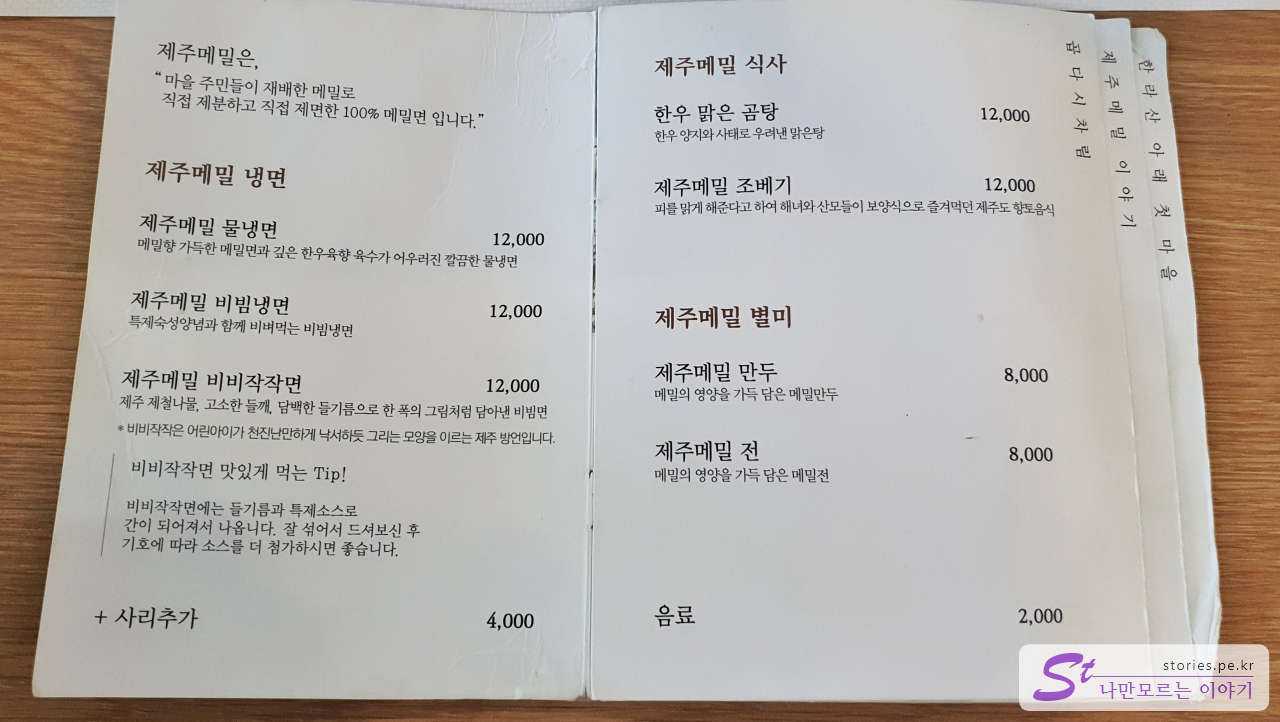 제주메밀은,
“ 마을 주민들이 재배한 메밀로
직접 제분하고 직접 제면한 100% 메밀면 입니다.”
제주메밀 냉면
제주메밀 물냉면 12,000
메밀향 가득한 메밀면과 깊은 한우육향 육수가 어우러진 깔끔한 물냉면
제주메밀 비빔냉면 12,000
특제숙성양념과 함께 비벼먹는 비빔냉면
제주메밀 비비작작면 12,000
제주 제철나물, 고소한 들깨, 담백한 들기름으로 한 폭의 그림처럼 담아낸 비빔면
* 비비작작은 어린아이가 천진난만하게 낙서하듯 그리는 모양을 이르는 제주 방언입니다.
비비작작면 맛있게 먹는 Tip!
비비작작면에는 들기름과 특제소스로
간이 되어져서 나옵니다. 잘 섞어서 드셔보신 후
기호에 따라 소스를 더 첨가하시면 좋습니다.
+ 사리추가 4,000
제주메밀 식사
한우 맑은 곰탕 12,000
한우 양지와 사태로 우려낸 맑은탕
제주메밀 조베기 12,000
피를 맑게 해준다고 하여 해녀와 산모들이 보양식으로 즐겨먹던 제주도 향토음식
제주메밀 별미
제주메밀 만두 8,000
메밀의 영양을 가득 담은 메밀만두
제주메밀 전 8,000
메밀의 영양을 가득 담은 메밀전
음료 2,000
곱다시차림
제주메밀이야기
한라산아래첫마을
St
stories.pe.kr
나만모르는 이야기